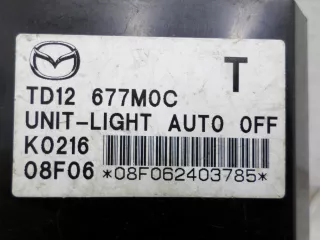 T
TD12 677M0C
UNIT-LIGHT AUTO OFF
K0216
08F06 *08F062403785*